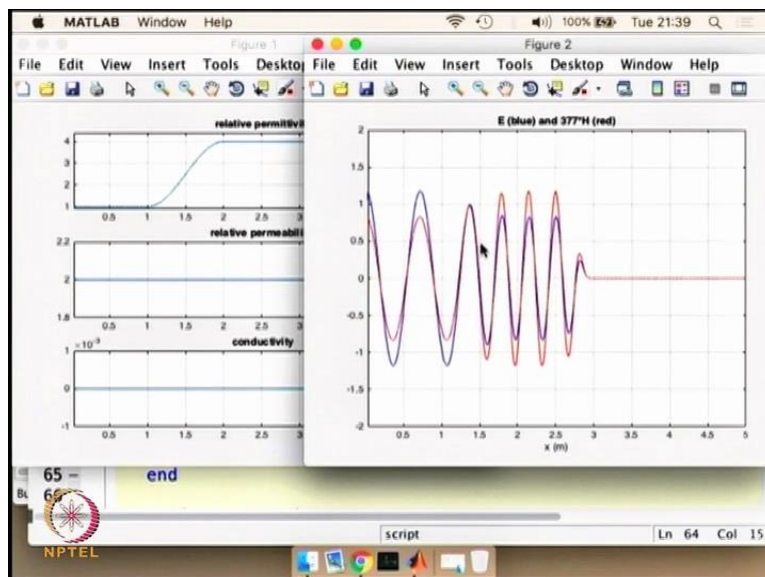 MATLAB Window Help 100% Tue 21:39
Figure 1
File Edit View Insert Tools Deskto
Figure 2
File Edit View Insert Tools Desktop Window Help
relative permittivi
4
3
2
1
0.5 1 1.5 2 2.5 3
relative permeabili
2.2
2
1.8
0.5 1 1.5 2 2.5 3
×10⁻³
conductivity
1
0
-1
0.5 1 1.5 2 2.5 3
E (blue) and 377*H (red)
2
1.5
1
0.5
0
-0.5
-1
-1.5
-2
0.5 1 1.5 2 2.5 3 3.5 4 4.5 5
x (m)
65 - end
66
script Ln 64 Col 15
NPTEL